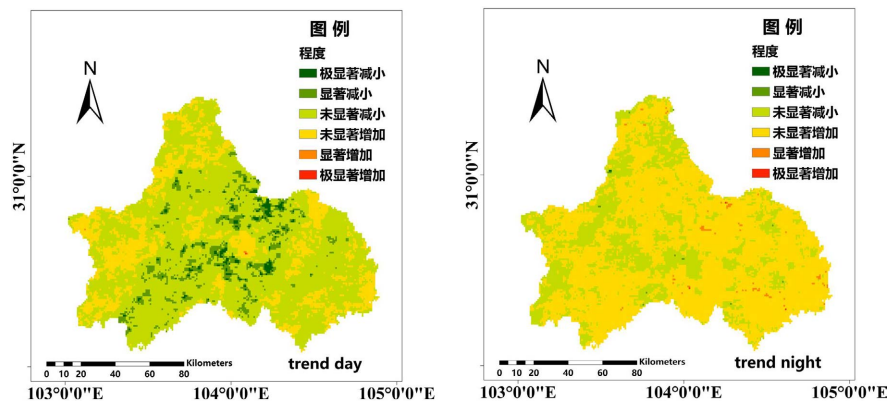 图 例
程度
极显著减小
显著减小
未显著减小
未显著增加
显著增加
极显著增加
N
31°0'0"N
Kilometers
0 10 20 40 60 80
trend day
103°0'0"E 104°0'0"E 105°0'0"E
图 例
程度
极显著减小
显著减小
未显著减小
未显著增加
显著增加
极显著增加
N
31°0'0"N
Kilometers
0 10 20 40 60 80
trend night
103°0'0"E 104°0'0"E 105°0'0"E